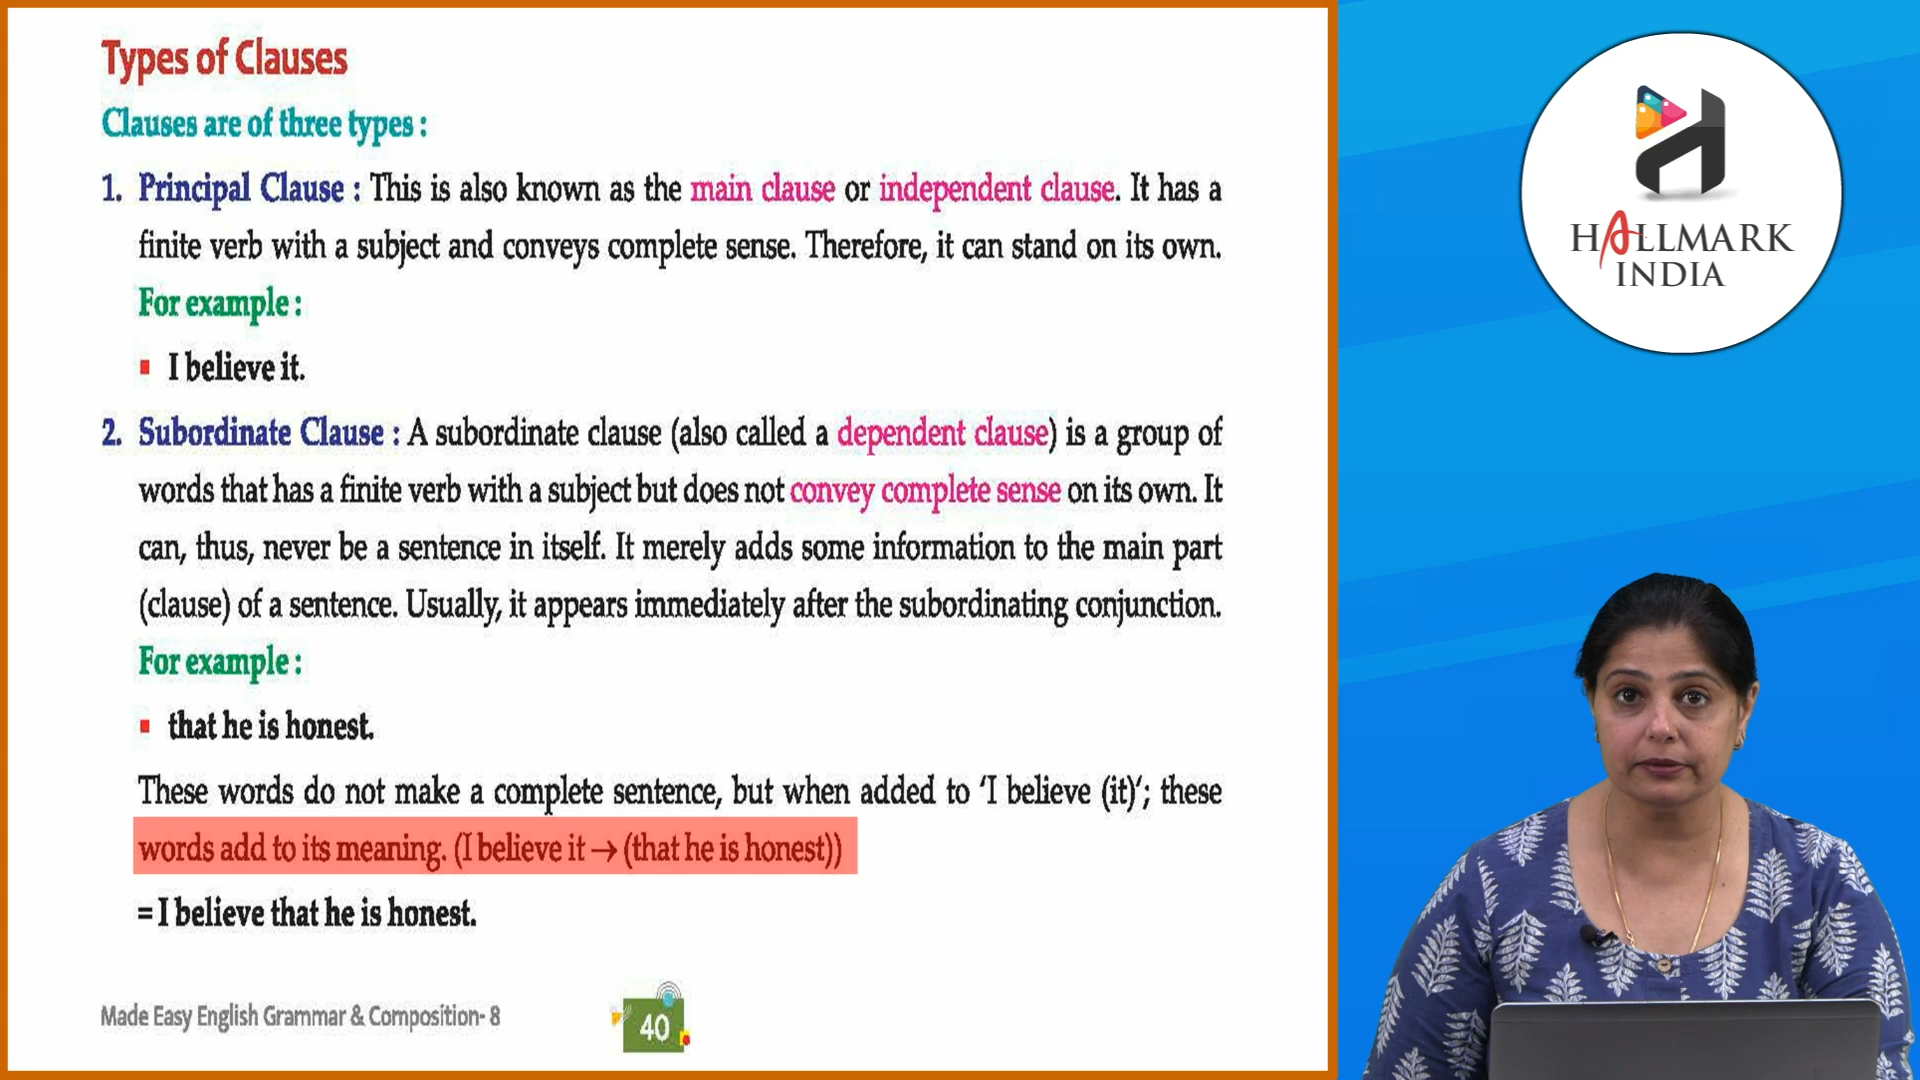 Types of Clauses
Clauses are of three types :
1. Principal Clause : This is also known as the main clause or independent clause. It has a
finite verb with a subject and conveys complete sense. Therefore, it can stand on its own.
For example :
▪ I believe it.
2. Subordinate Clause : A subordinate clause (also called a dependent clause) is a group of
words that has a finite verb with a subject but does not convey complete sense on its own. It
can, thus, never be a sentence in itself. It merely adds some information to the main part
(clause) of a sentence. Usually, it appears immediately after the subordinating conjunction.
For example :
▪ that he is honest.
These words do not make a complete sentence, but when added to ‘I believe (it)‘; these
words add to its meaning. (I believe it → (that he is honest))
= I believe that he is honest.
Made Easy English Grammar & Composition- 8
40
HALLMARK
INDIA